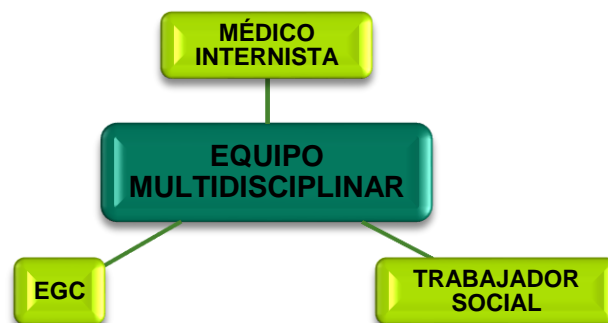 MÉDICO
INTERNISTA
EQUIPO
MULTIDISCIPLINAR
EGC
TRABAJADOR
SOCIAL